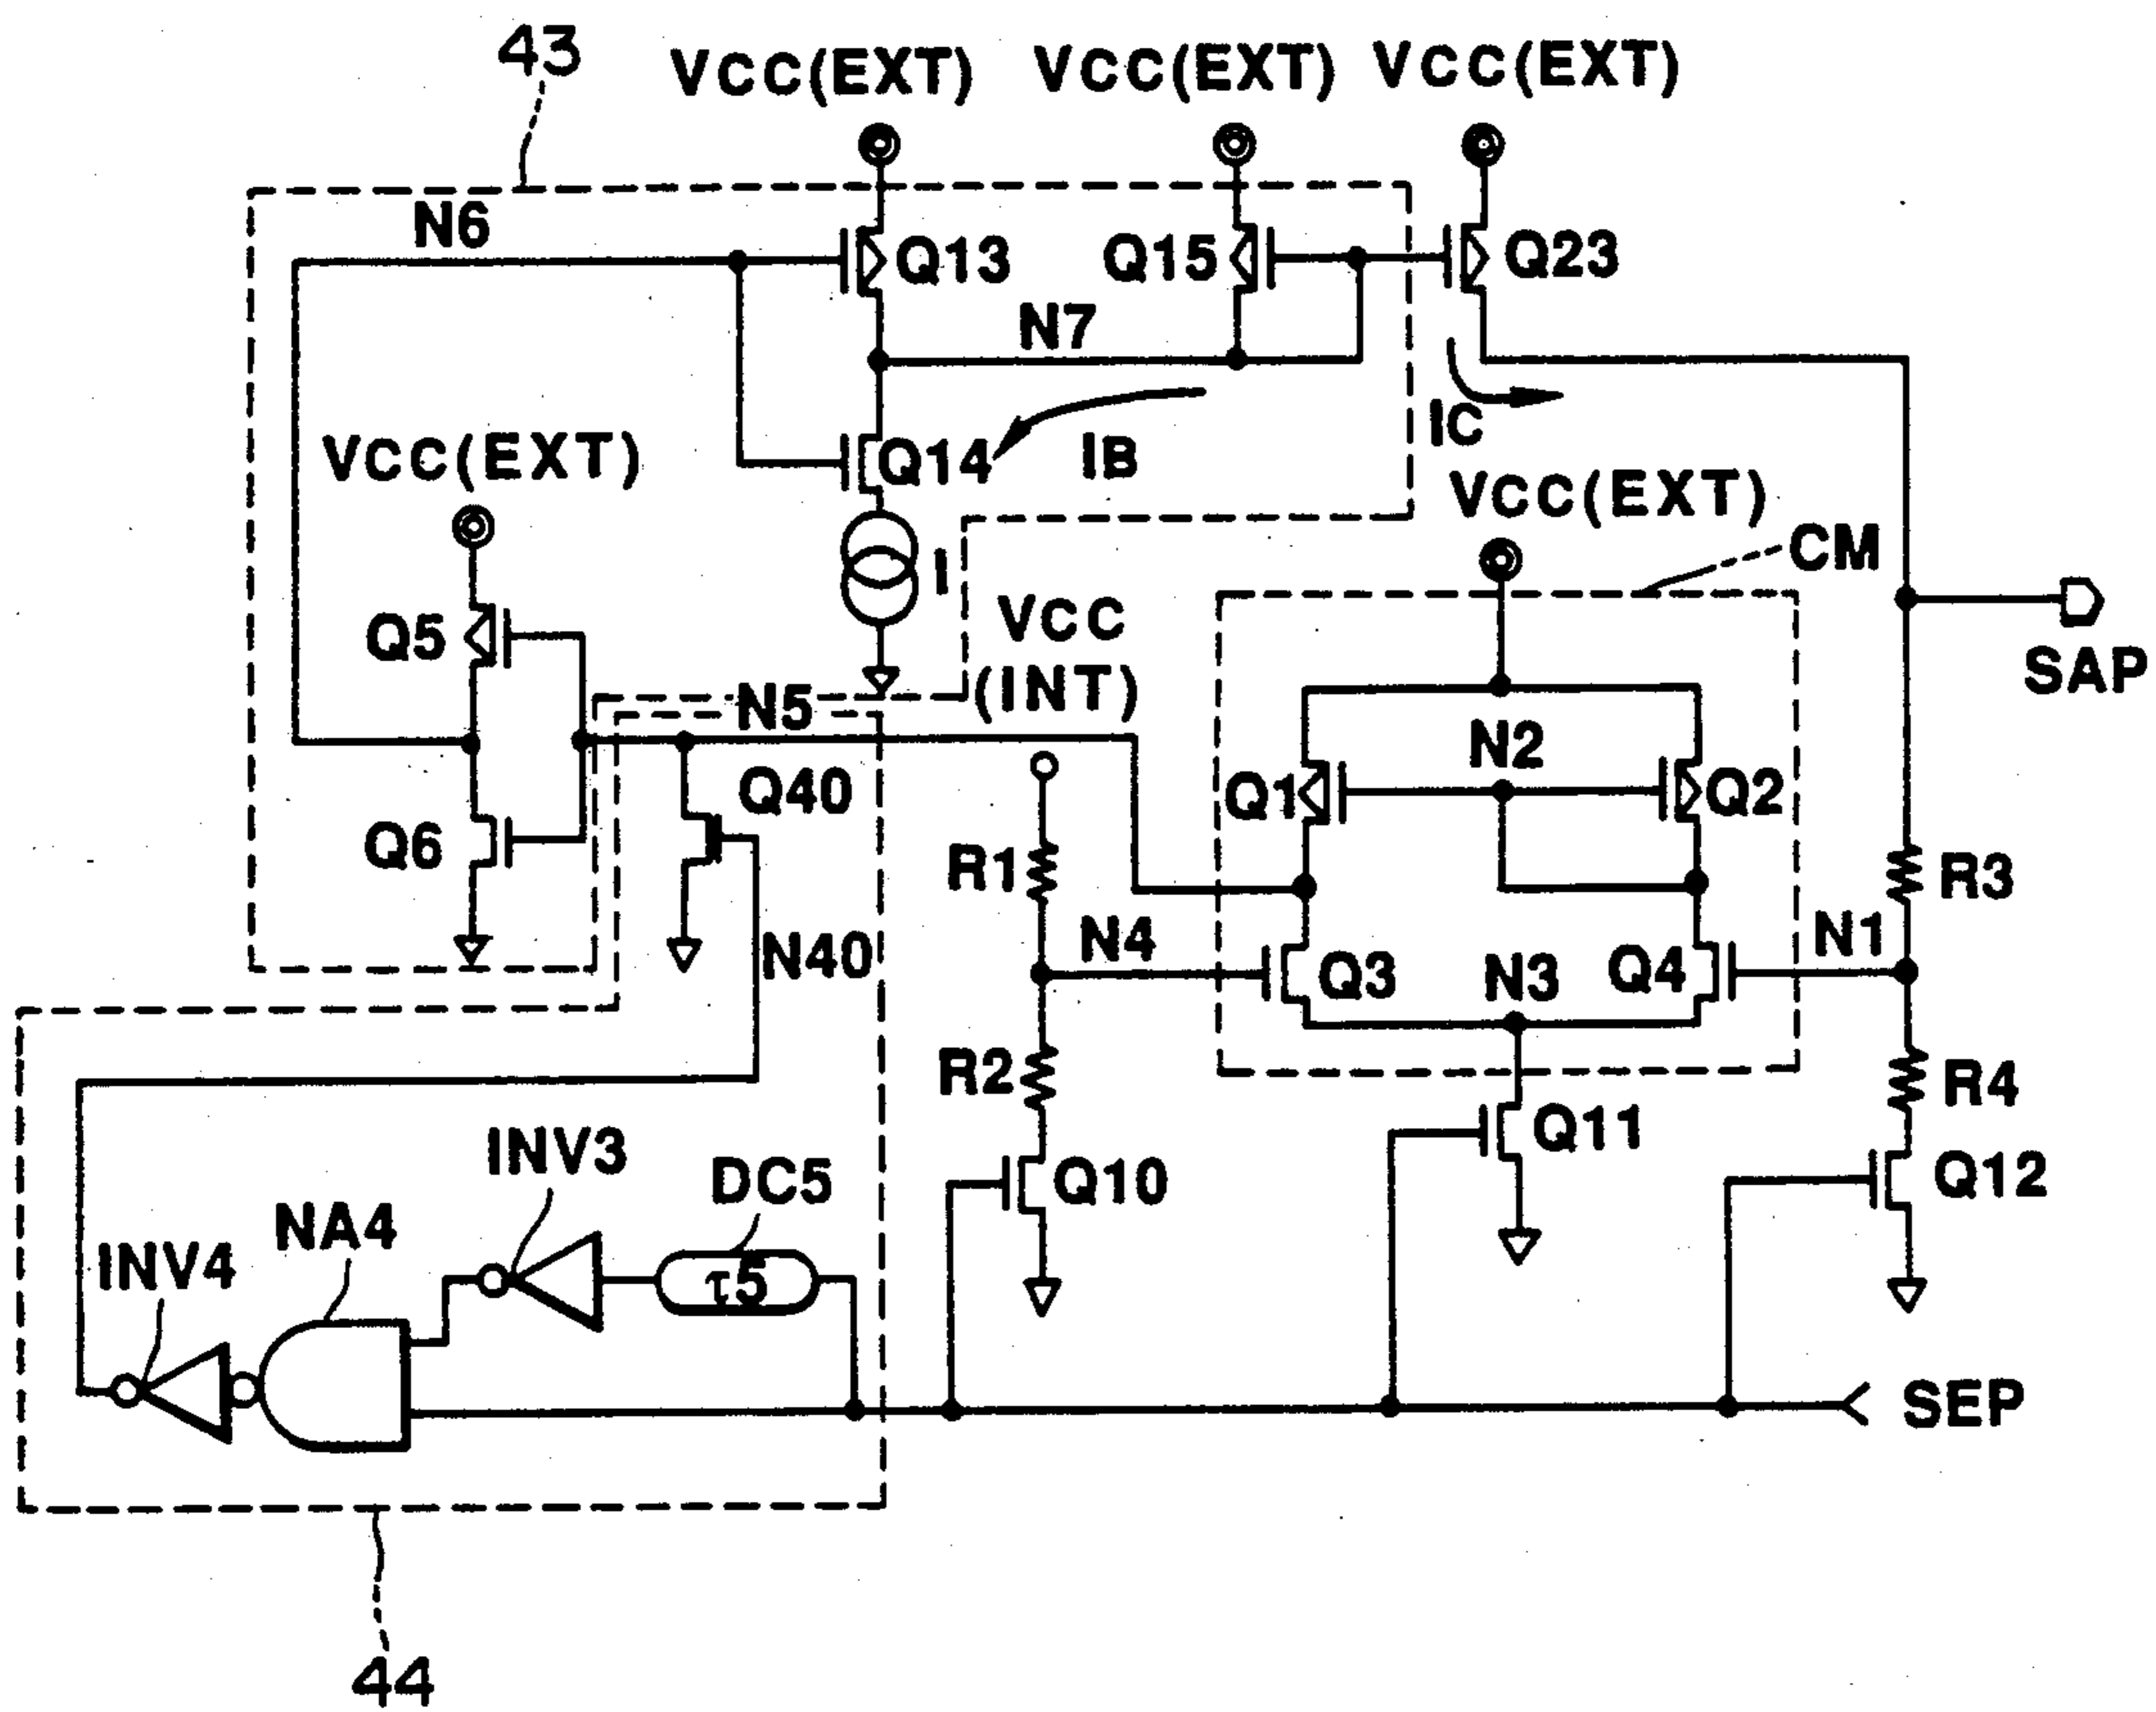 43
VCC(EXT)
VCC(EXT)
VCC(EXT)
N6
Q13
Q15
Q23
N7
VCC(EXT)
Q14
IB
IC
VCC(EXT)
CM
I
Q5
VCC
(INT)
SAP
N5
N2
Q40
Q1
Q2
Q6
R1
R3
N40
N4
Q3
N3
Q4
N1
R2
R4
Q11
INV3
DC5
Q10
Q12
NA4
INV4
τ5
SEP
44